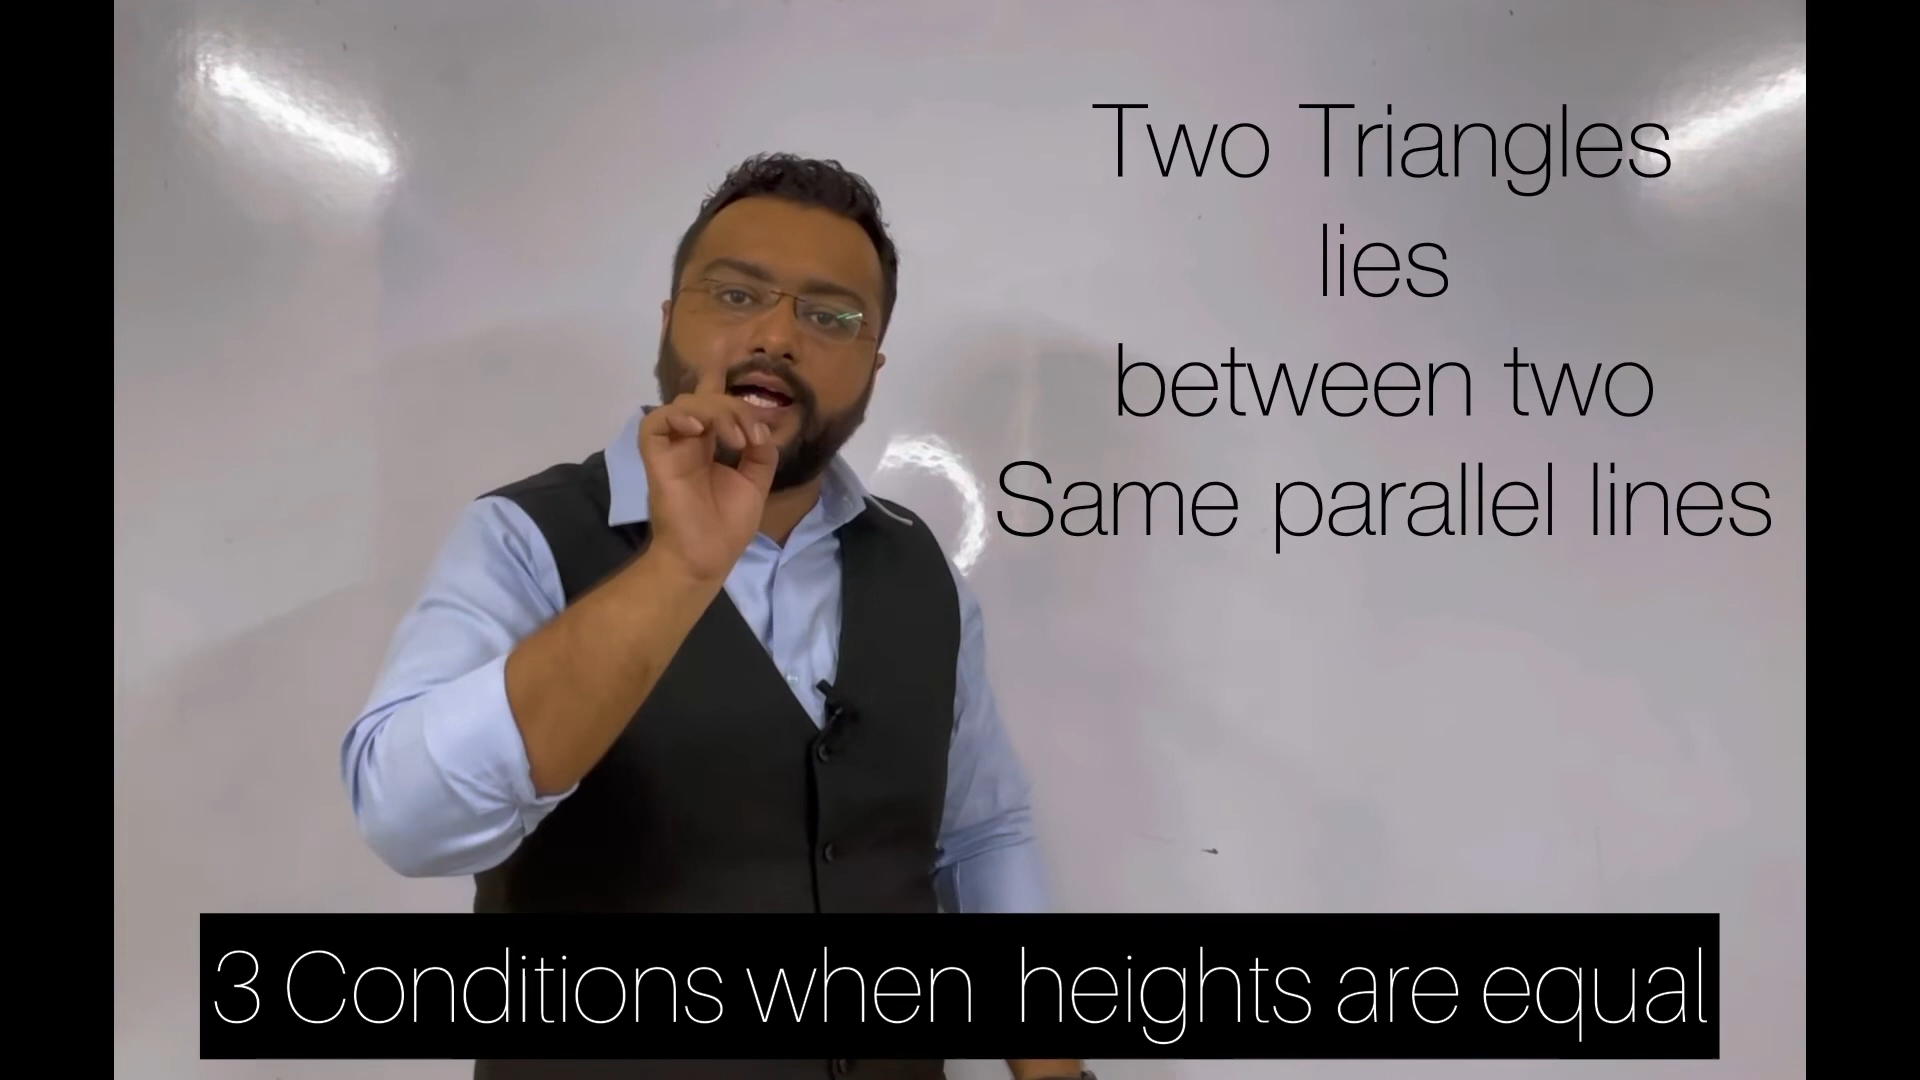 Two Triangles
lies
between two
Same parallel lines
3 Conditions when heights are equal